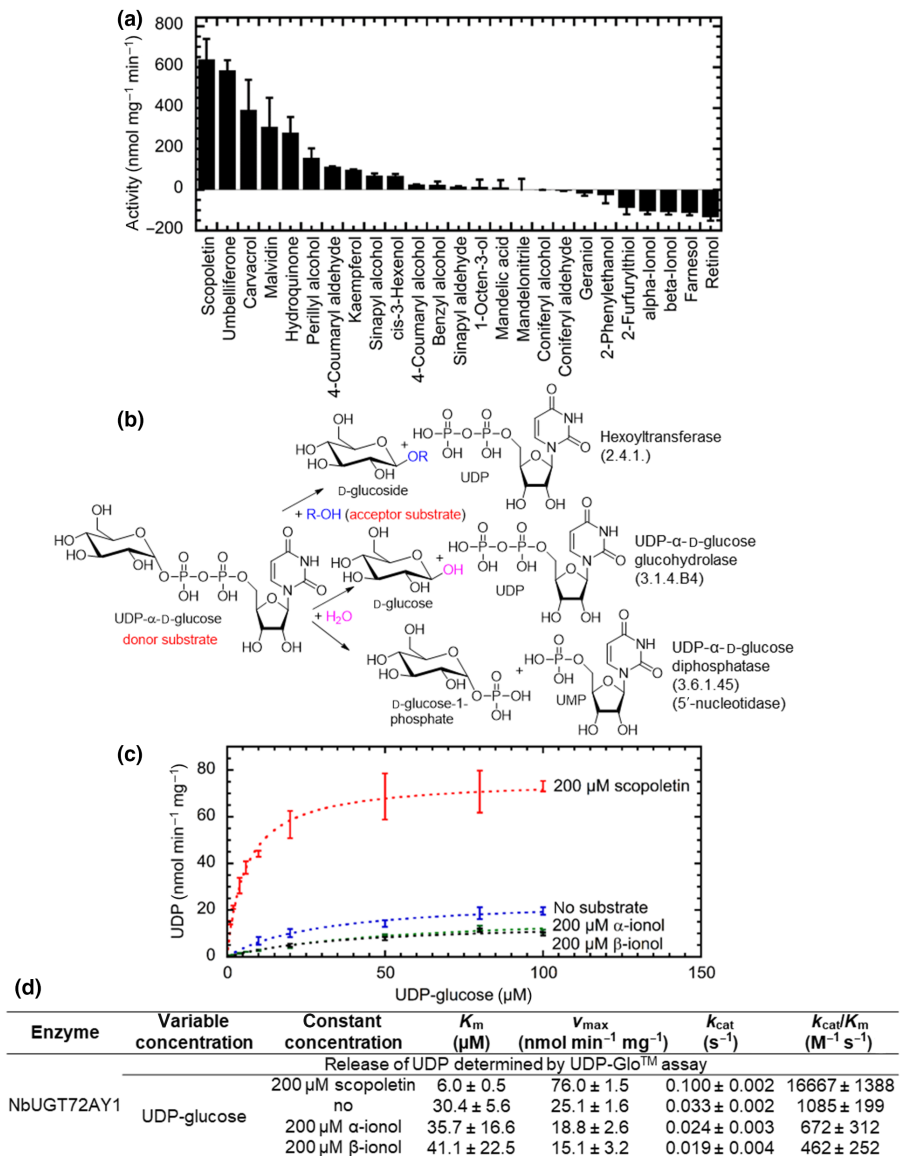 (a)
800
600
400
200
0
−200
Activity (nmol mg−1 min−1)
Scopoletin
Umbelliferone
Carvacrol
Malvidin
Hydroquinone
Perillyl alcohol
4-Coumaryl aldehyde
Kaempferol
Sinapyl alcohol
cis-3-Hexenol
4-Coumaryl alcohol
Benzyl alcohol
Sinapyl aldehyde
1-Octen-3-ol
Mandelic acid
Mandelonitrile
Coniferyl alcohol
Coniferyl aldehyde
Geraniol
2-Phenylethanol
2-Furfurylthiol
alpha-Ionol
beta-Ionol
Farnesol
Retinol
(b)
D-glucoside
+ R-OH (acceptor substrate)
UDP
Hexoyltransferase
(2.4.1.)
UDP-α-D-glucose
donor substrate
+ H2O
D-glucose
UDP
UDP-α-D-glucose
glucohydrolase
(3.1.4.B4)
D-glucose-1-
phosphate
UMP
UDP-α-D-glucose
diphosphatase
(3.6.1.45)
(5′-nucleotidase)
(c)
80
60
40
20
0
UDP (nmol min−1 mg−1)
200 µM scopoletin
No substrate
200 µM α-ionol
200 µM β-ionol
0 50 100 150
UDP-glucose (µM)
(d)
Enzyme Variable concentration Constant concentration Km (µM) vmax (nmol min−1 mg−1) kcat (s−1) kcat/Km (M−1 s−1)
Release of UDP determined by UDP-Glo™ assay
NbUGT72AY1 UDP-glucose
200 µM scopoletin 6.0 ± 0.5 76.0 ± 1.5 0.100 ± 0.002 16667 ± 1388
no 30.4 ± 5.6 25.1 ± 1.6 0.033 ± 0.002 1085 ± 199
200 µM α-ionol 35.7 ± 16.6 18.8 ± 2.6 0.024 ± 0.003 672 ± 312
200 µM β-ionol 41.1 ± 22.5 15.1 ± 3.2 0.019 ± 0.004 462 ± 252